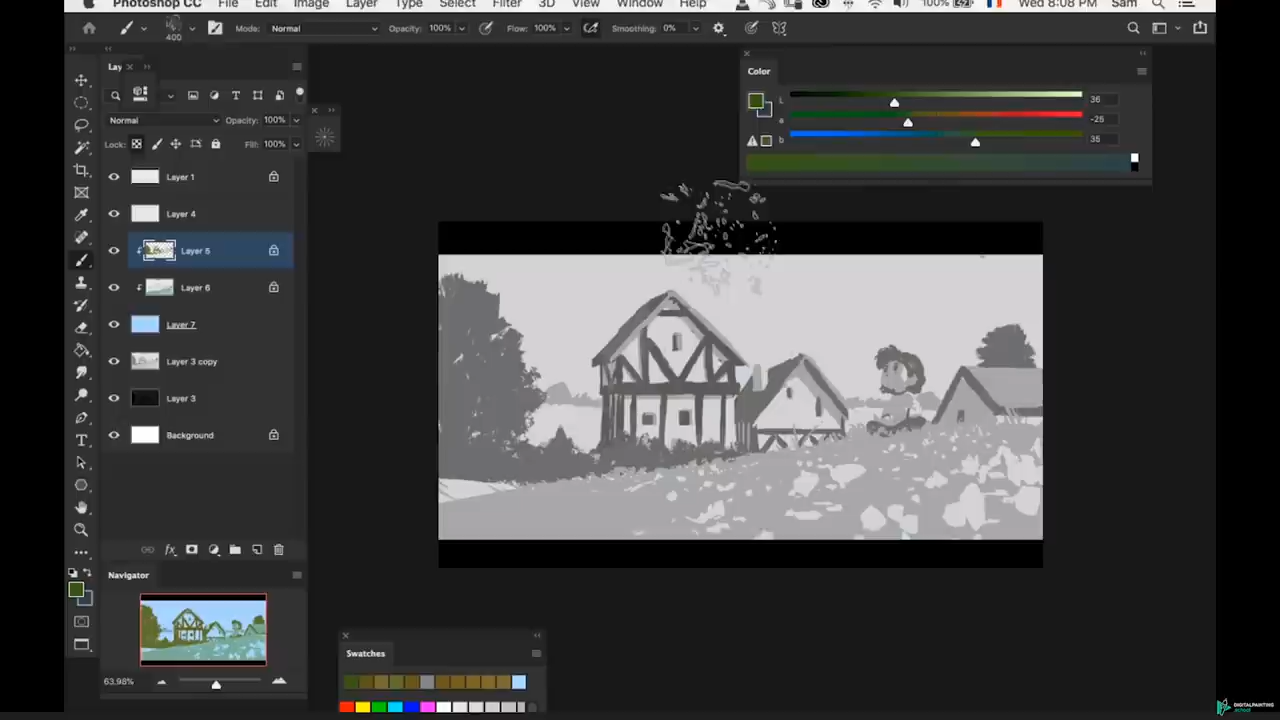 Photoshop CC File Edit Image Layer Type Select Filter 3D View Window Help 100% Wed 8:08 PM Sam
400 Mode: Normal Opacity: 100% Flow: 100% Smoothing: 0%
Lay
Color
Normal Opacity: 100%
L 36
a -25
b 35
Lock: Fill: 100%
Layer 1
Layer 4
Layer 5
Layer 6
Layer 7
Layer 3 copy
Layer 3
Background
fx
Navigator
63.98%
Swatches
DIGITALPAINTING
.school